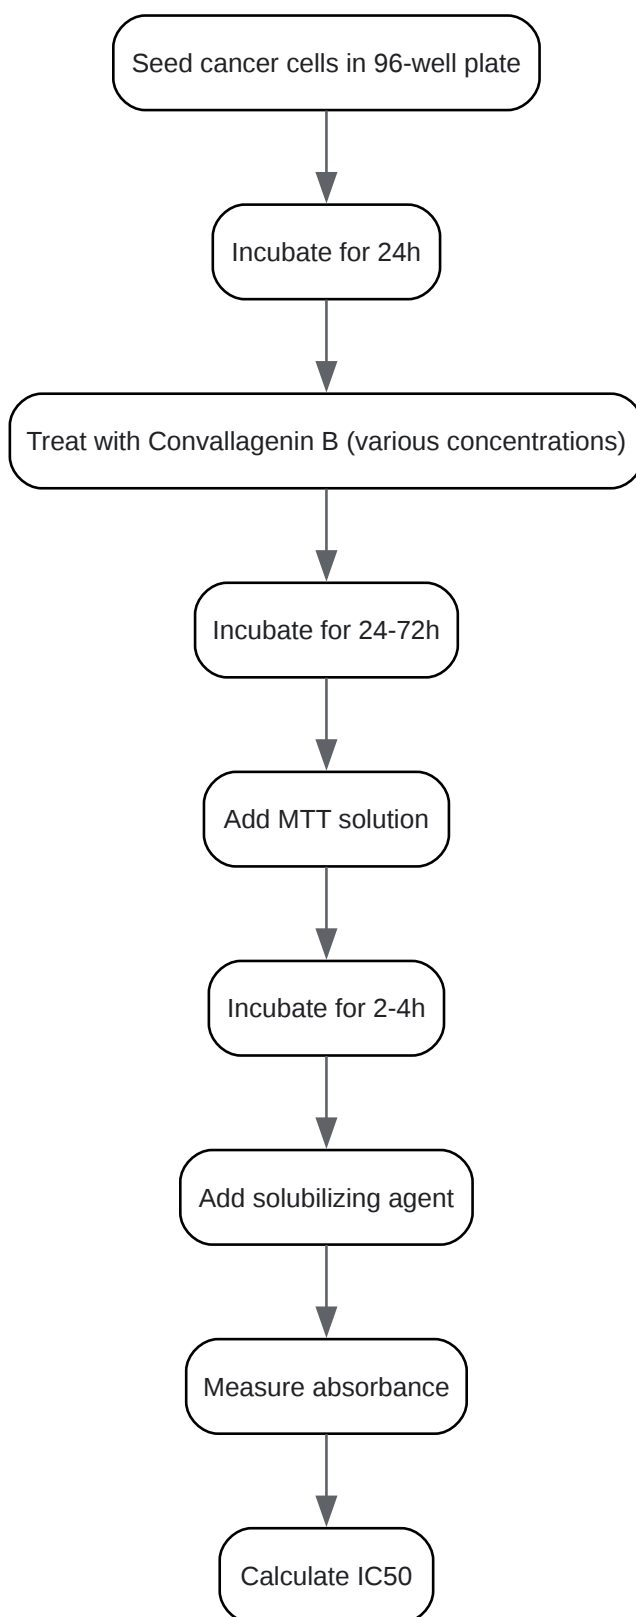 Seed cancer cells in 96-well plate
Incubate for 24h
Treat with Convallagenin B (various concentrations)
Incubate for 24-72h
Add MTT solution
Incubate for 2-4h
Add solubilizing agent
Measure absorbance
Calculate IC50